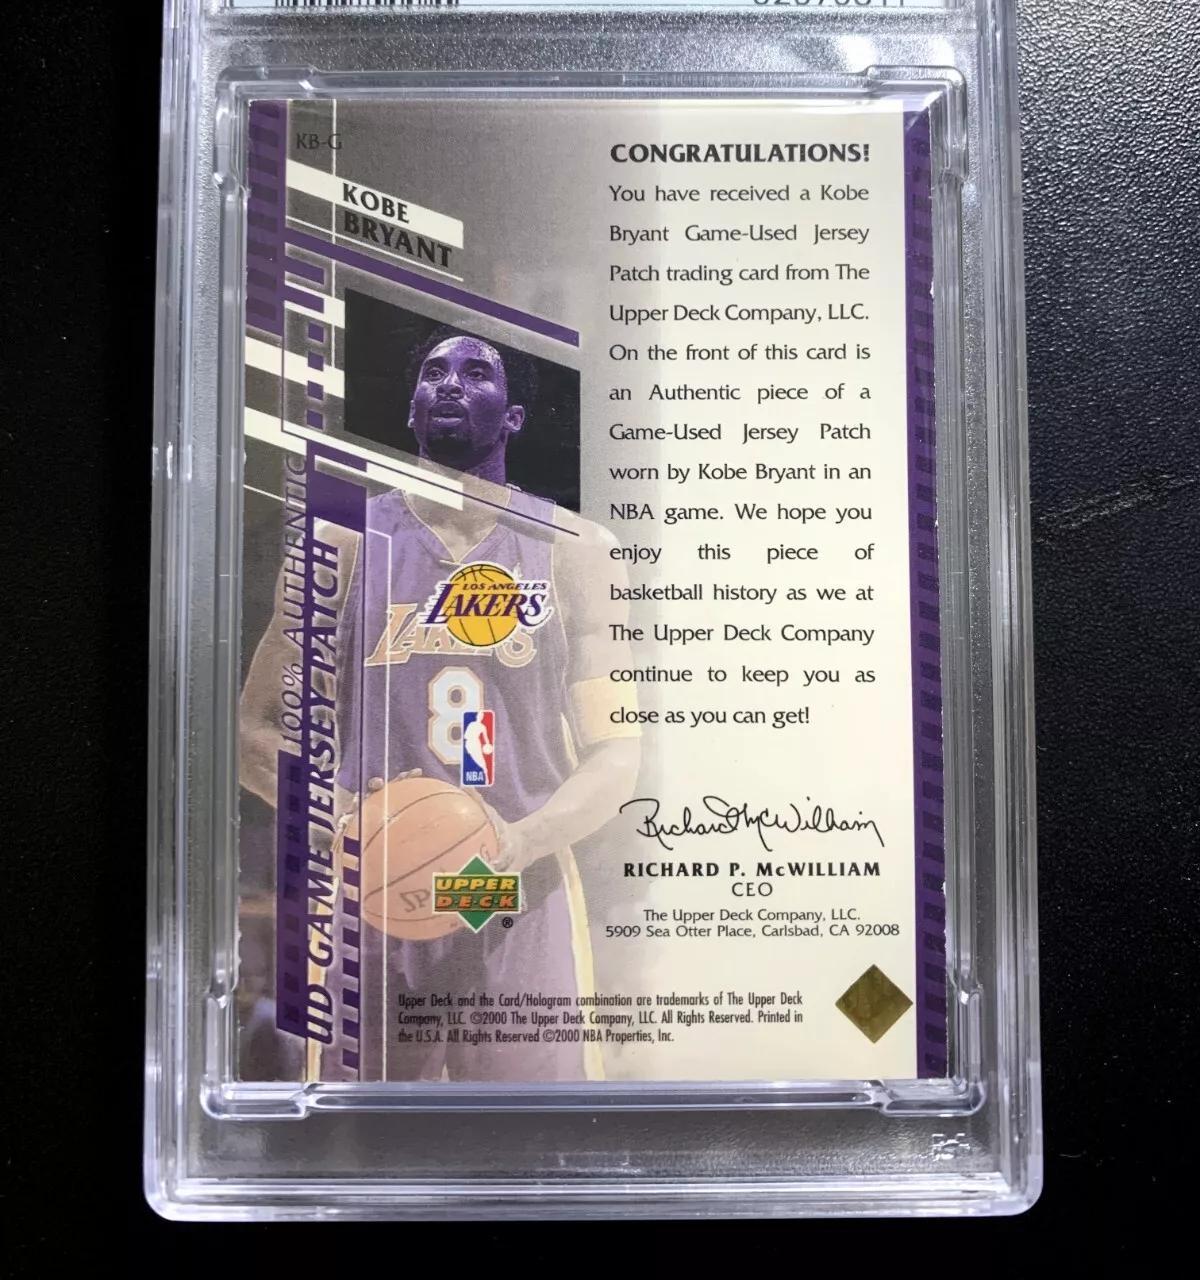 KB-G
KOBE
BRYANT
CONGRATULATIONS!
You have received a Kobe
Bryant Game-Used Jersey
Patch trading card from The
Upper Deck Company, LLC.
On the front of this card is
an Authentic piece of a
Game-Used Jersey Patch
worn by Kobe Bryant in an
NBA game. We hope you
enjoy this piece of
basketball history as we at
The Upper Deck Company
continue to keep you as
close as you can get!
Richard McWilliam
RICHARD P. McWILLIAM
CEO
The Upper Deck Company, LLC.
5909 Sea Otter Place, Carlsbad, CA 92008
100% AUTHENTIC
UD GAME JERSEY PATCH
LOS ANGELES
LAKERS
LAKERS
8
NBA
UPPER
D·E·C·K
®
Upper Deck and the Card/Hologram combination are trademarks of The Upper Deck
Company, LLC. ©2000 The Upper Deck Company, LLC. All Rights Reserved. Printed in
the U.S.A. All Rights Reserved ©2000 NBA Properties, Inc.